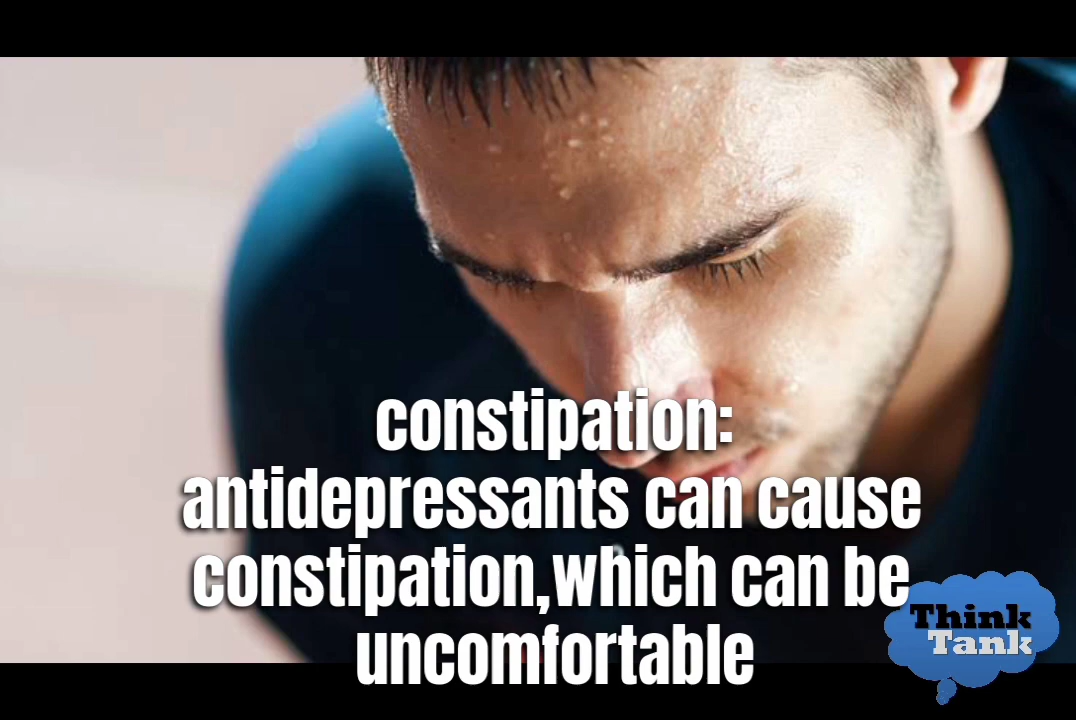 constipation:
antidepressants can cause
constipation,which can be
uncomfortable
Think
Tank